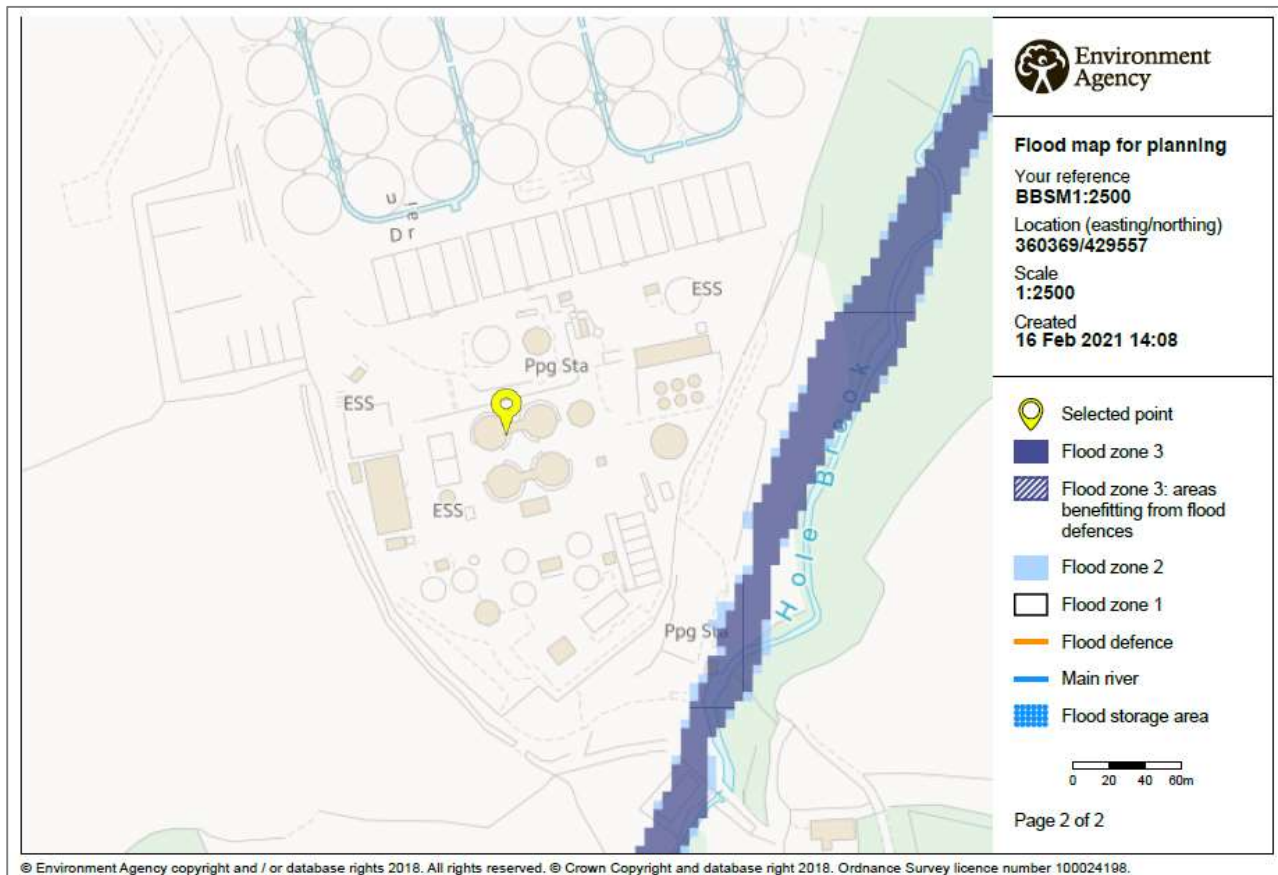 u
le
Dr
ESS
Ppg Sta
ESS
ESS
Hole Brook
Ppg Sta
Environment
Agency
Flood map for planning
Your reference
BBSM1:2500
Location (easting/northing)
360369/429557
Scale
1:2500
Created
16 Feb 2021 14:08
Selected point
Flood zone 3
Flood zone 3: areas
benefitting from flood
defences
Flood zone 2
Flood zone 1
Flood defence
Main river
Flood storage area
0 20 40 60m
Page 2 of 2
© Environment Agency copyright and / or database rights 2018. All rights reserved. © Crown Copyright and database right 2018. Ordnance Survey licence number 100024198.